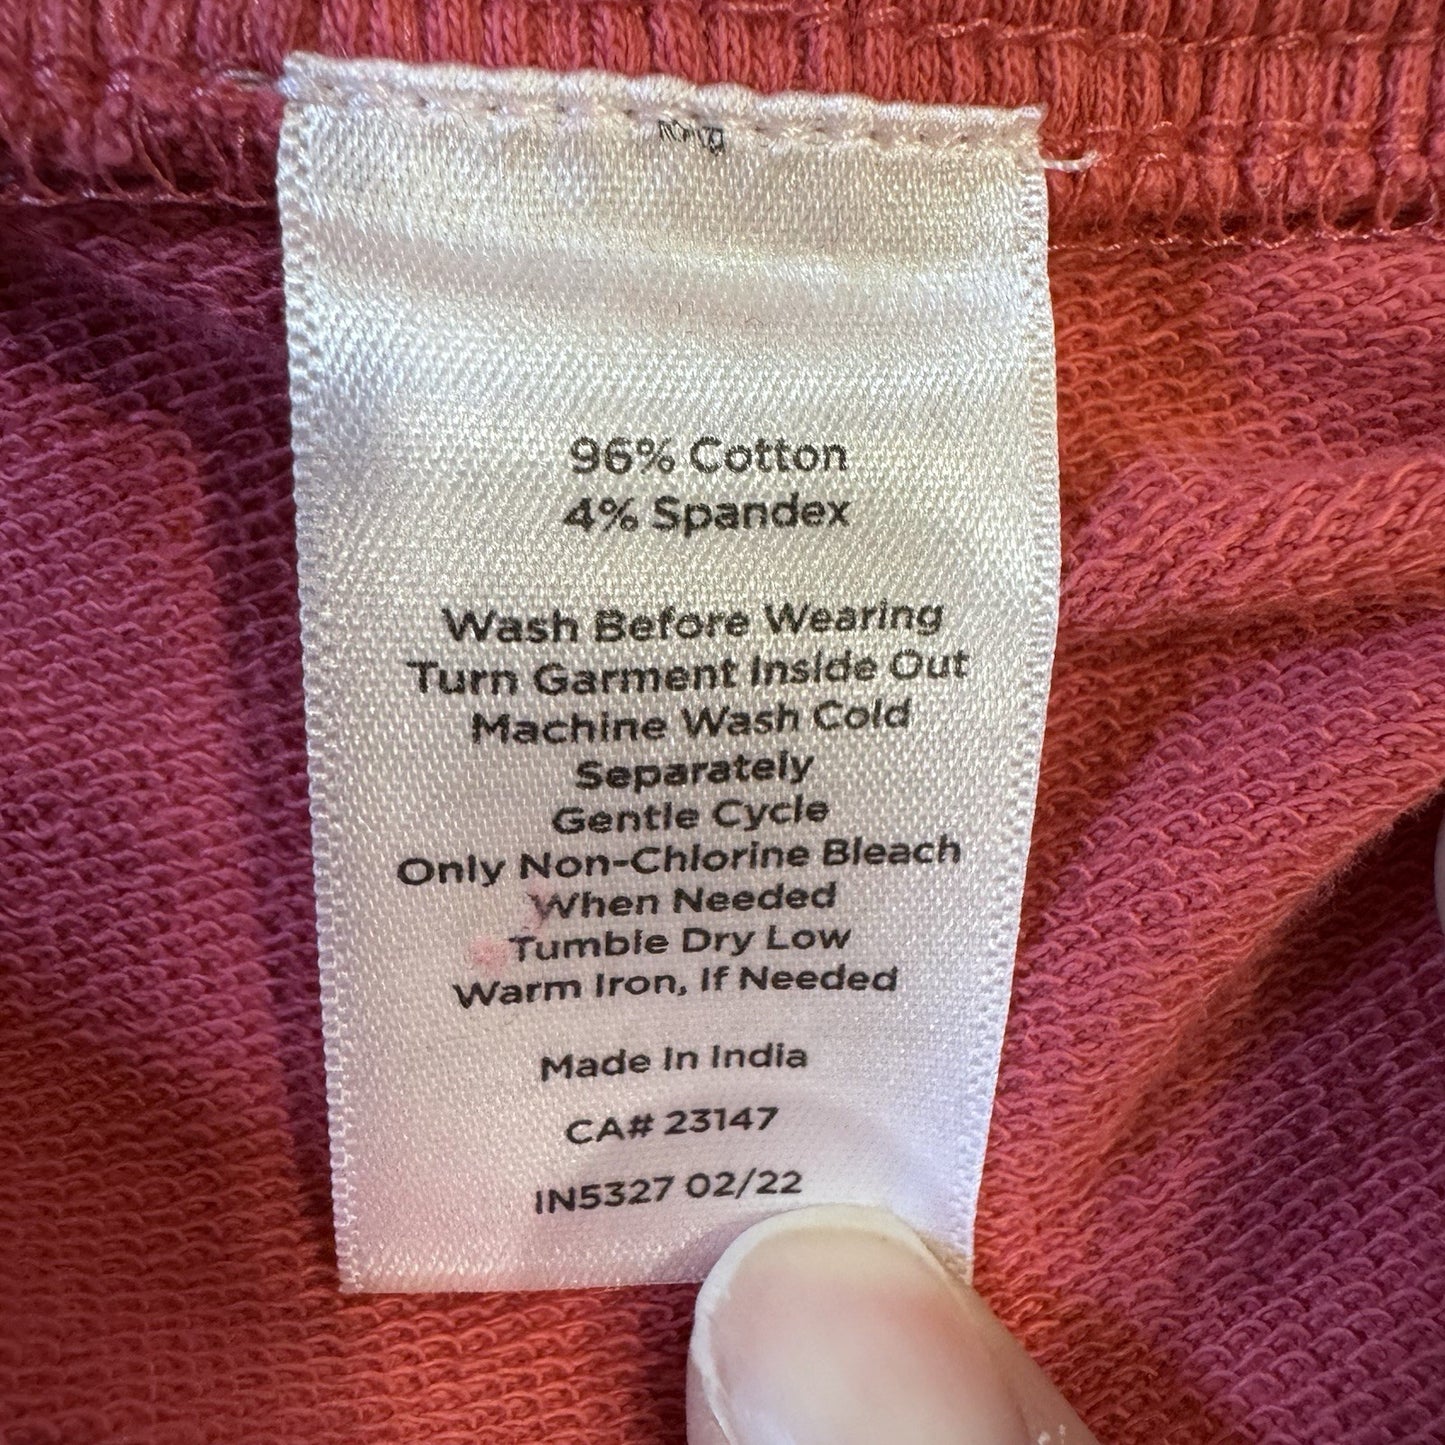 96% Cotton
4% Spandex
Wash Before Wearing
Turn Garment Inside Out
Machine Wash Cold
Separately
Gentle Cycle
Only Non-Chlorine Bleach
When Needed
Tumble Dry Low
Warm Iron, If Needed
Made In India
CA# 23147
IN5327 02/22